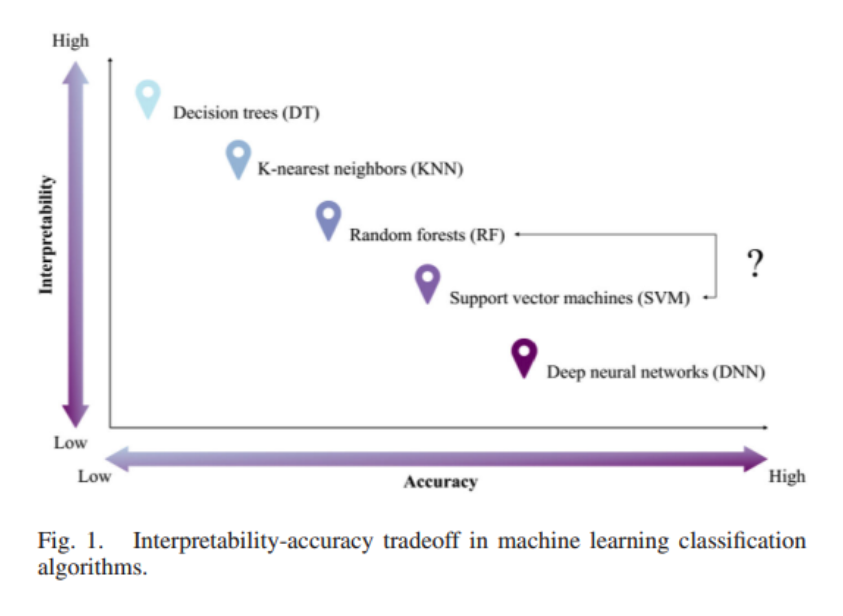 High
Decision trees (DT)
K-nearest neighbors (KNN)
Interpretability
Random forests (RF)
?
Support vector machines (SVM)
Deep neural networks (DNN)
Low
Low
Accuracy
High
Fig. 1. Interpretability-accuracy tradeoff in machine learning classification
algorithms.